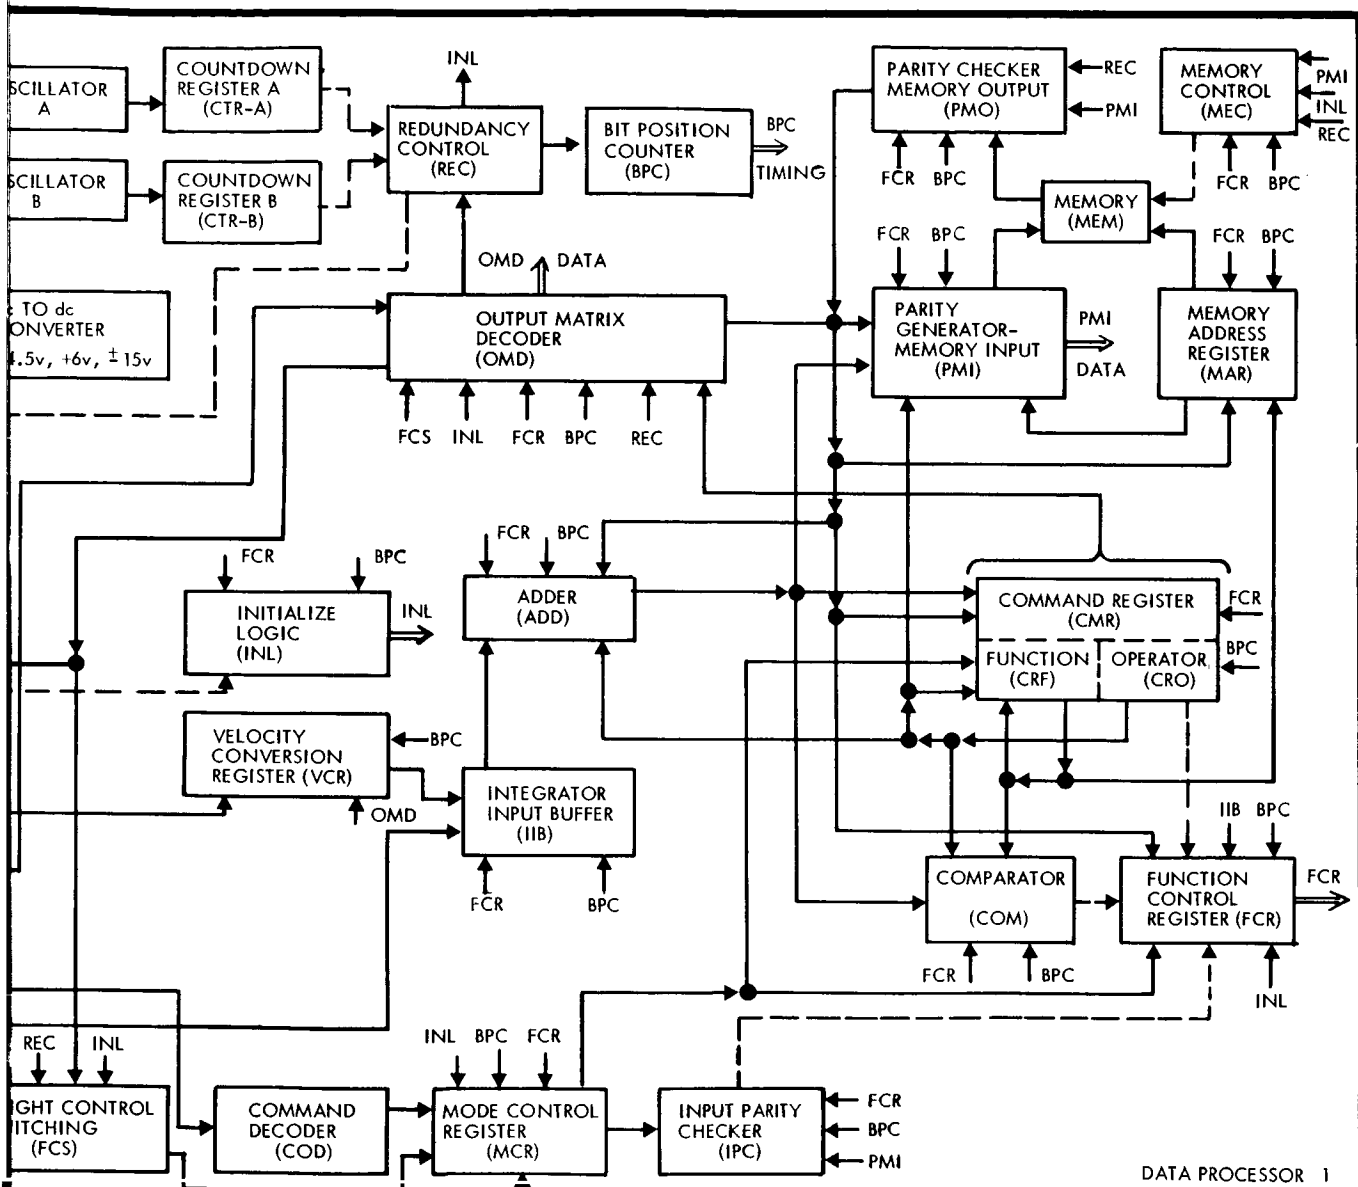 SCILLATOR
A
COUNTDOWN
REGISTER A
(CTR-A)
INL
REDUNDANCY
CONTROL
(REC)
BIT POSITION
COUNTER
(BPC)
BPC
TIMING
PARITY CHECKER
MEMORY OUTPUT
(PMO)
REC
PMI
FCR BPC
MEMORY
CONTROL
(MEC)
PMI
INL
REC
FCR BPC
SCILLATOR
B
COUNTDOWN
REGISTER B
(CTR-B)
MEMORY
(MEM)
OMD DATA
FCR BPC
FCR BPC
TO dc
ONVERTER
4.5v, +6v, ±15v
OUTPUT MATRIX
DECODER
(OMD)
FCS INL FCR BPC REC
PARITY
GENERATOR-
MEMORY INPUT
(PMI)
PMI
DATA
MEMORY
ADDRESS
REGISTER
(MAR)
FCR BPC
INITIALIZE
LOGIC
(INL)
INL
FCR BPC
ADDER
(ADD)
COMMAND REGISTER
(CMR)
FCR
BPC
FUNCTION
(CRF)
OPERATOR
(CRO)
VELOCITY
CONVERSION
REGISTER (VCR)
BPC
OMD
INTEGRATOR
INPUT BUFFER
(IIB)
FCR BPC
COMPARATOR
(COM)
FCR BPC
IIB BPC
FUNCTION
CONTROL
REGISTER (FCR)
FCR
INL
REC INL
IGHT CONTROL
ITCHING
(FCS)
COMMAND
DECODER
(COD)
INL BPC FCR
MODE CONTROL
REGISTER
(MCR)
INPUT PARITY
CHECKER
(IPC)
FCR
BPC
PMI
DATA PROCESSOR 1